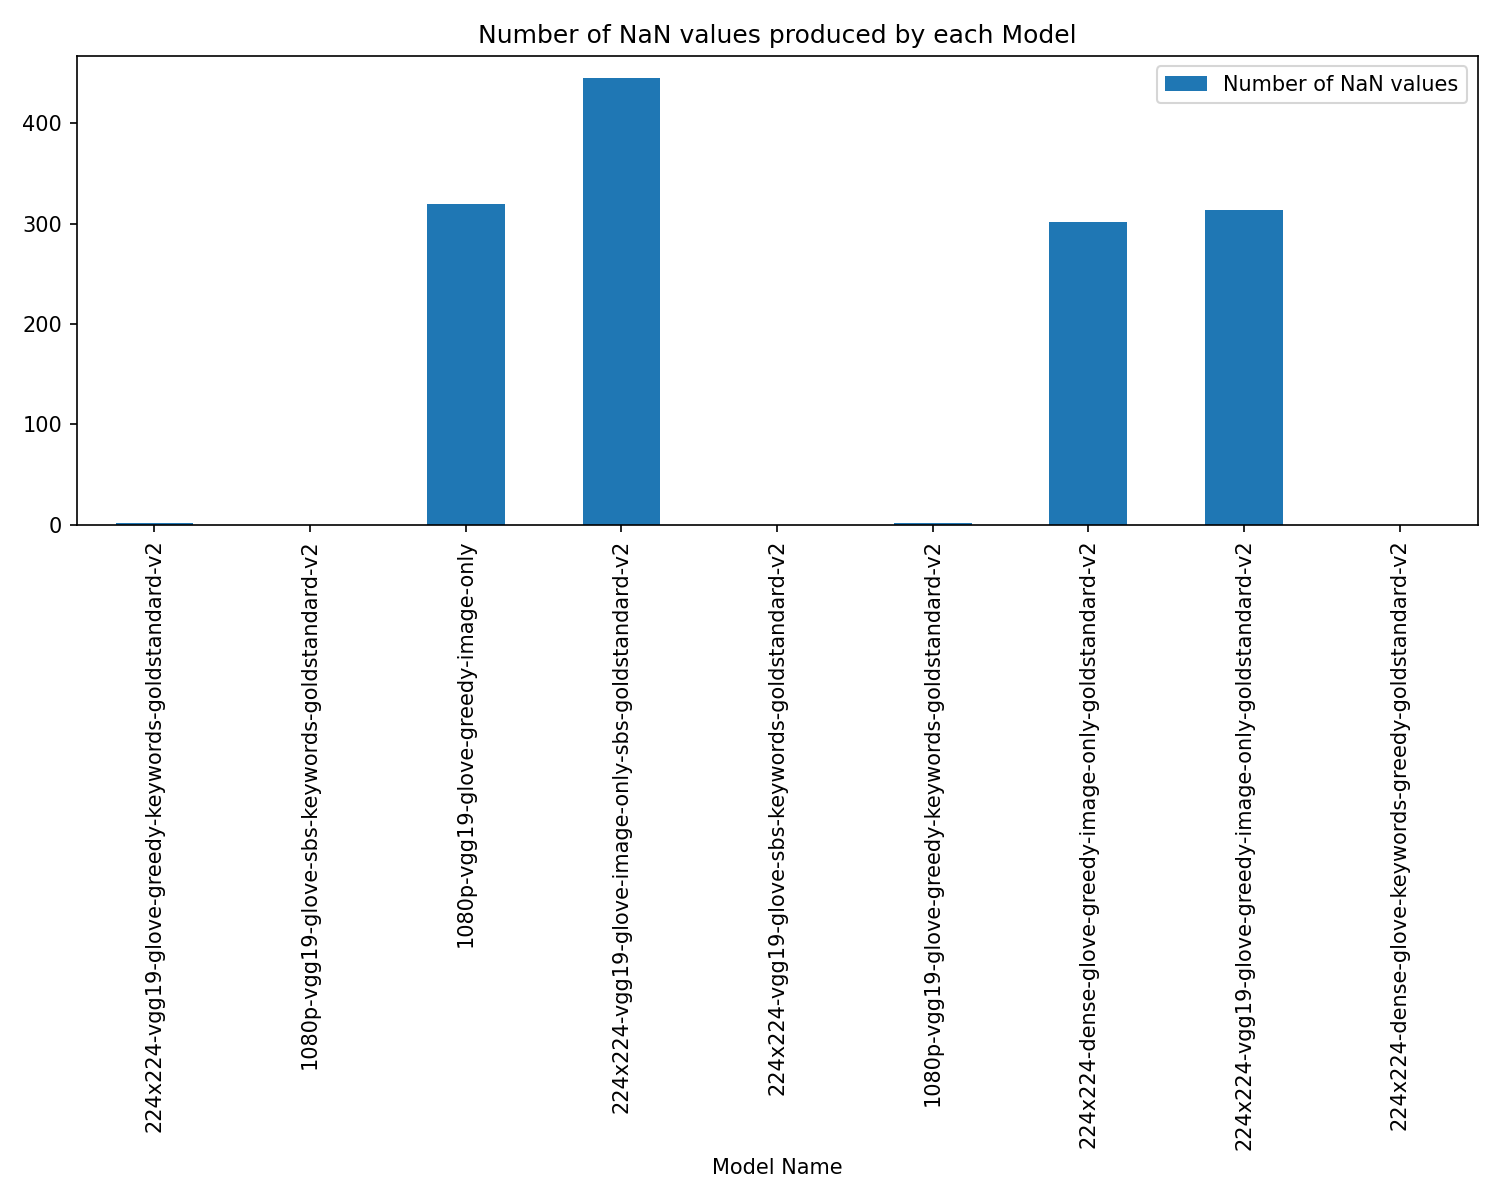 Number of NaN values produced by each Model
Number of NaN values
400
300
200
100
0
224x224-vgg19-glove-greedy-keywords-goldstandard-v2
1080p-vgg19-glove-sbs-keywords-goldstandard-v2
1080p-vgg19-glove-greedy-image-only
224x224-vgg19-glove-image-only-sbs-goldstandard-v2
224x224-vgg19-glove-sbs-keywords-goldstandard-v2
1080p-vgg19-glove-greedy-keywords-goldstandard-v2
224x224-dense-glove-greedy-image-only-goldstandard-v2
224x224-vgg19-glove-greedy-image-only-goldstandard-v2
224x224-dense-glove-keywords-greedy-goldstandard-v2
Model Name